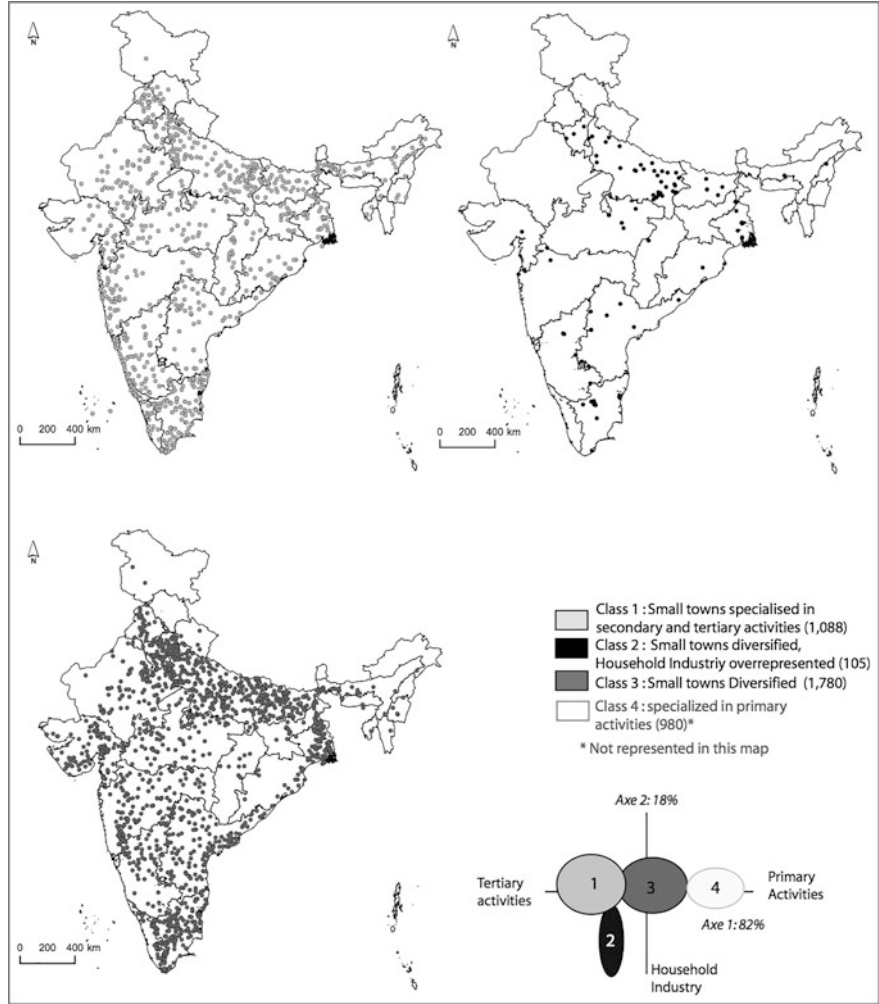 N
N
0 200 400 km
0 200 400 km
N
0 200 400 km
Class 1 : Small towns specialised in
secondary and tertiary activities (1,088)
Class 2 : Small towns diversified,
Household Industriy overrepresented (105)
Class 3 : Small towns Diversified (1,780)
Class 4 : specialized in primary
activities (980)*
* Not represented in this map
Axe 2: 18%
Tertiary
activities
1
3
4
Primary
Activities
Axe 1: 82%
2
Household
Industry